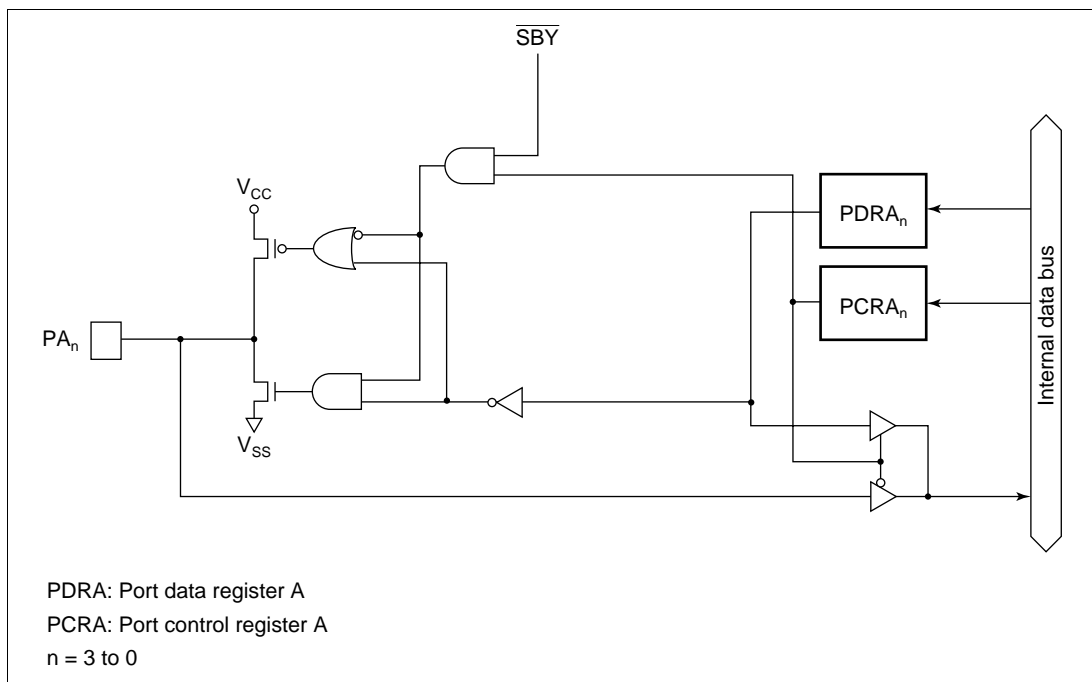 SBY
VCC
PDRAn
PCRAn
PAn
VSS
Internal data bus
PDRA: Port data register A
PCRA: Port control register A
n = 3 to 0